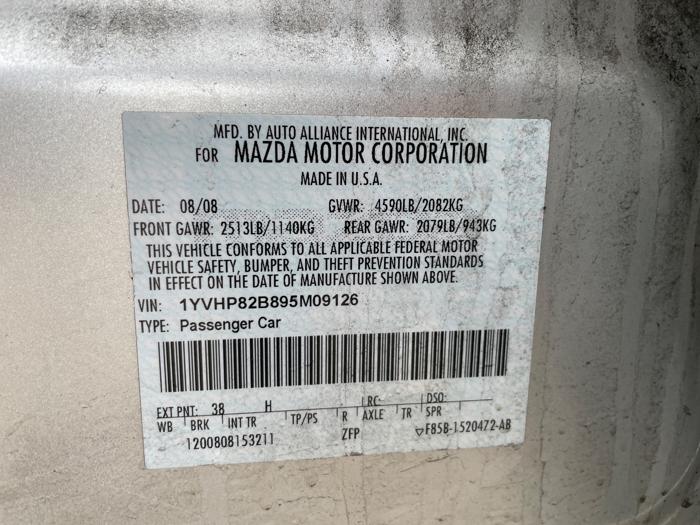 MFD. BY AUTO ALLIANCE INTERNATIONAL, INC.
FOR MAZDA MOTOR CORPORATION
MADE IN U.S.A.
DATE: 08/08 GVWR: 4590LB/2082KG
FRONT GAWR: 2513LB/1140KG REAR GAWR: 2079LB/943KG
THIS VEHICLE CONFORMS TO ALL APPLICABLE FEDERAL MOTOR
VEHICLE SAFETY, BUMPER, AND THEFT PREVENTION STANDARDS
IN EFFECT ON THE DATE OF MANUFACTURE SHOWN ABOVE.
VIN: 1YVHP82B895M09126
TYPE: Passenger Car
EXT PNT: 38 H RC: DSO:
WB BRK INT TR TP/PS R AXLE TR SPR
1200808153211 ZFP F85B-1520472-AB